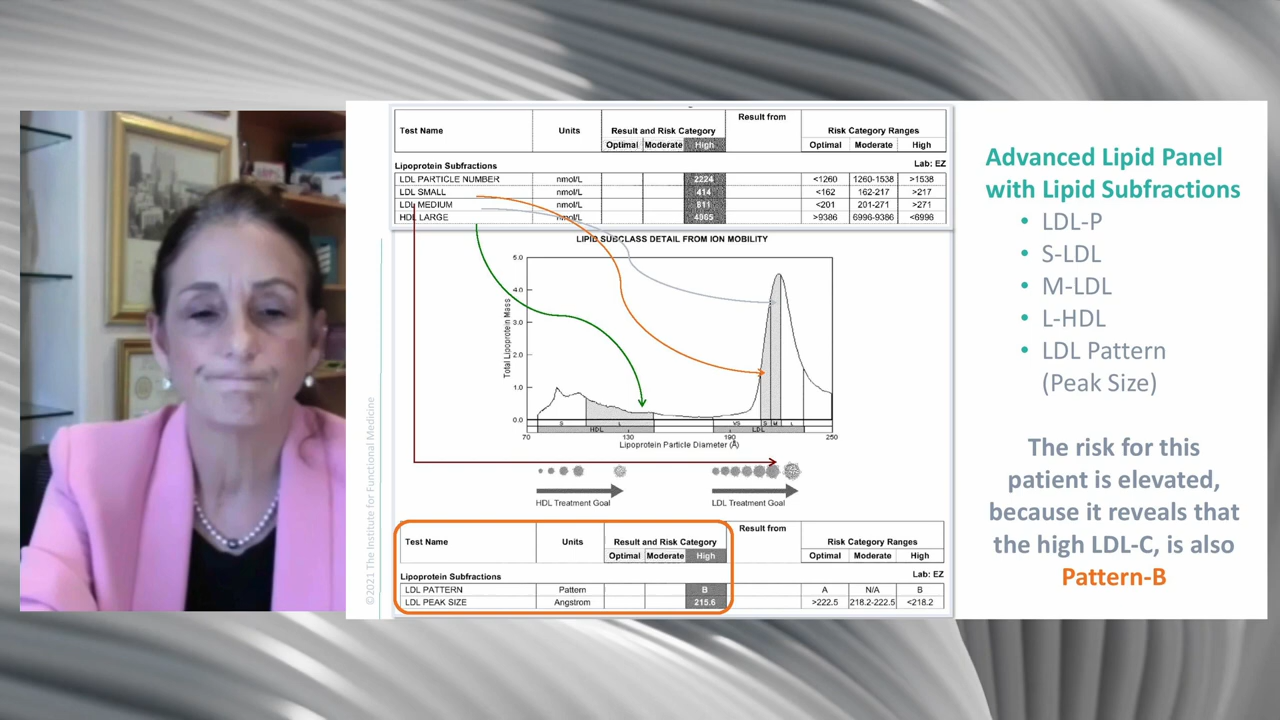 Result from
Test Name Units Result and Risk Category Risk Category Ranges
Optimal Moderate High Optimal Moderate High
Lipoprotein Subfractions Lab: EZ
LDL PARTICLE NUMBER nmol/L 2224 <1260 1260-1538 >1538
LDL SMALL nmol/L 414 <162 162-217 >217
LDL MEDIUM nmol/L 811 <201 201-271 >271
HDL LARGE nmol/L 4965 >9386 6996-9386 <6996
LIPID SUBCLASS DETAIL FROM ION MOBILITY
Total Lipoprotein Mass
5.0
4.0
3.0
2.0
1.0
0.0
S L VS S M L
HDL LDL
70 130 190 250
Lipoprotein Particle Diameter (Å)
HDL Treatment Goal LDL Treatment Goal
Result from
Test Name Units Result and Risk Category Risk Category Ranges
Optimal Moderate High Optimal Moderate High
Lipoprotein Subfractions Lab: EZ
LDL PATTERN Pattern B A N/A B
LDL PEAK SIZE Angstrom 215.6 >222.5 218.2-222.5 <218.2
©2021 The Institute for Functional Medicine
Advanced Lipid Panel
with Lipid Subfractions
• LDL-P
• S-LDL
• M-LDL
• L-HDL
• LDL Pattern
(Peak Size)
The risk for this
patient is elevated,
because it reveals that
the high LDL-C, is also
Pattern-B